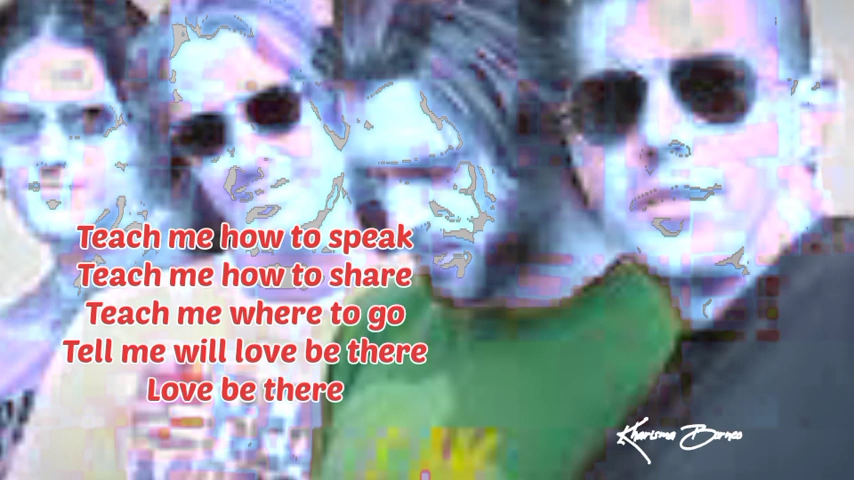 Teach me how to speak
Teach me how to share
Teach me where to go
Tell me will love be there
Love be there
Kharisma Borneo